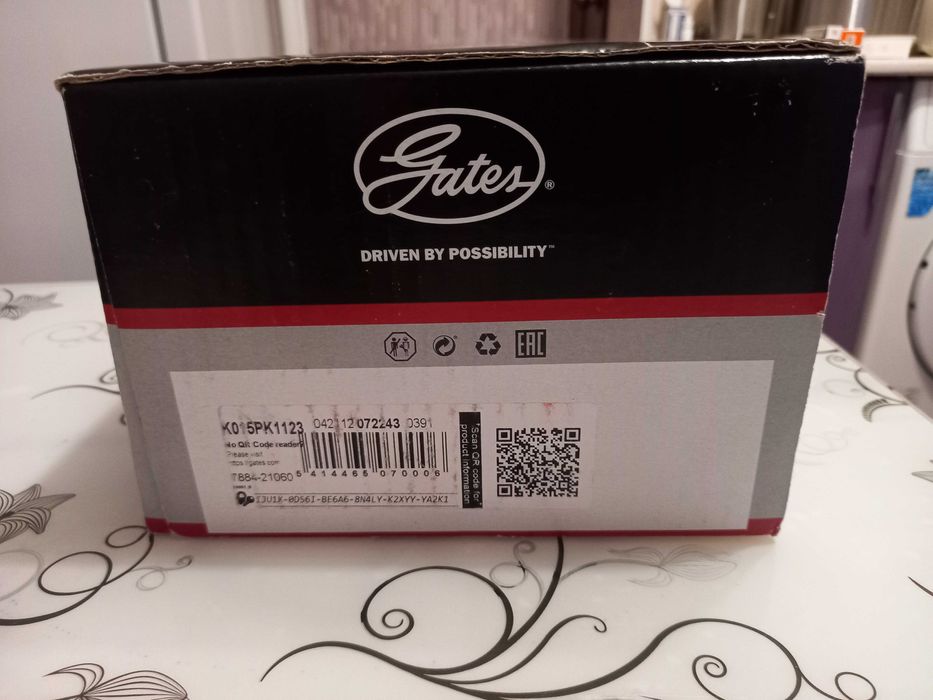 Gates®
DRIVEN BY POSSIBILITY™
EAC
K015PK1123 042112 072243 0391
No QR Code reader?
Please visit
https://gates.com
7884-21060
5 414465 070006
*Scan QR code for
product information